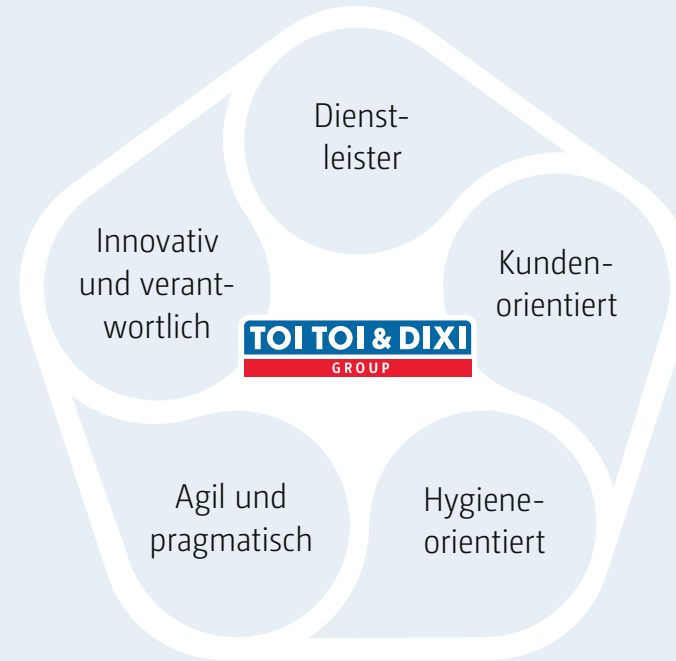 Dienst-
leister
Kunden-
orientiert
Hygiene-
orientiert
Agil und
pragmatisch
Innovativ
und verant-
wortlich
TOI TOI & DIXI
GROUP